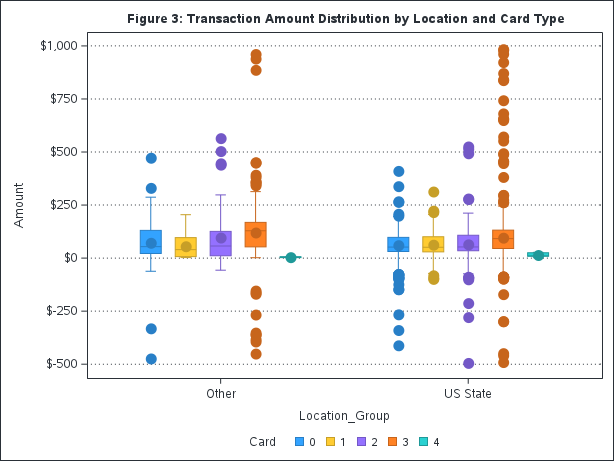 Figure 3: Transaction Amount Distribution by Location and Card Type
$1,000
$750
$500
$250
$0
$-250
$-500
Amount
Other
US State
Location_Group
Card 0 1 2 3 4